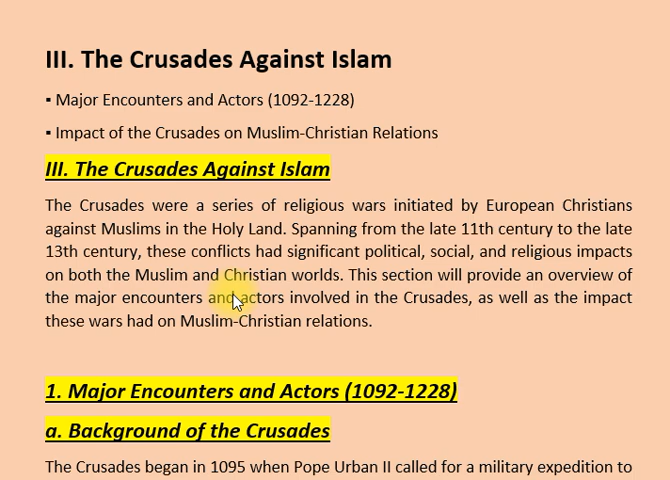 III. The Crusades Against Islam
▪ Major Encounters and Actors (1092-1228)
▪ Impact of the Crusades on Muslim-Christian Relations
III. The Crusades Against Islam
The Crusades were a series of religious wars initiated by European Christians
against Muslims in the Holy Land. Spanning from the late 11th century to the late
13th century, these conflicts had significant political, social, and religious impacts
on both the Muslim and Christian worlds. This section will provide an overview of
the major encounters and actors involved in the Crusades, as well as the impact
these wars had on Muslim-Christian relations.
1. Major Encounters and Actors (1092-1228)
a. Background of the Crusades
The Crusades began in 1095 when Pope Urban II called for a military expedition to